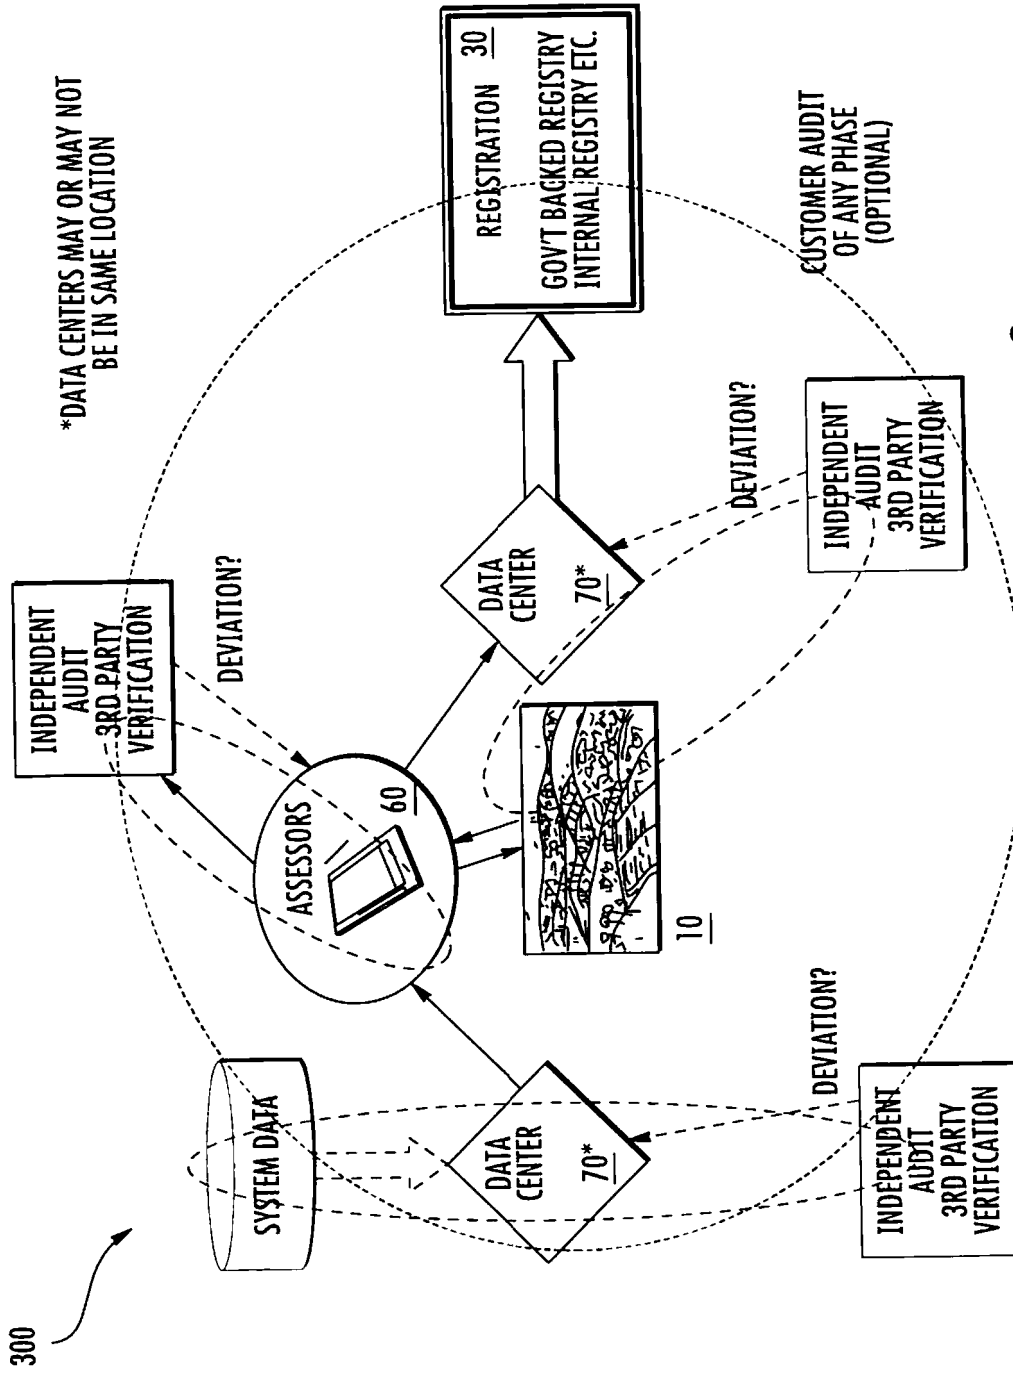 300
*DATA CENTERS MAY OR MAY NOT
BE IN SAME LOCATION
INDEPENDENT
AUDIT
3RD PARTY
VERIFICATION
DEVIATION?
SYSTEM DATA
ASSESSORS
60
DATA
CENTER
70*
DATA
CENTER
70*
REGISTRATION
30
GOV'T BACKED REGISTRY
INTERNAL REGISTRY ETC.
10
DEVIATION?
INDEPENDENT
AUDIT
3RD PARTY
VERIFICATION
DEVIATION?
INDEPENDENT
AUDIT
3RD PARTY
VERIFICATION
CUSTOMER AUDIT
OF ANY PHASE
(OPTIONAL)